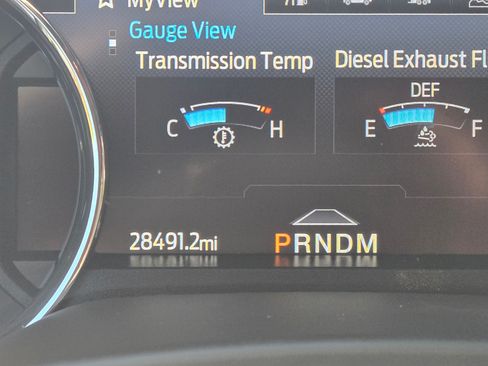 MyView
Gauge View
Transmission Temp
Diesel Exhaust Fl
DEF
C H
E F
28491.2mi
PRNDM